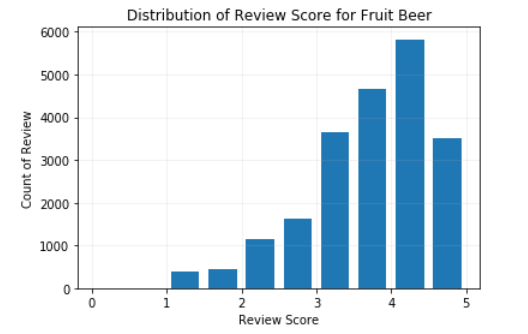 Distribution of Review Score for Fruit Beer
6000
5000
4000
3000
2000
1000
0
Count of Review
0 1 2 3 4 5
Review Score